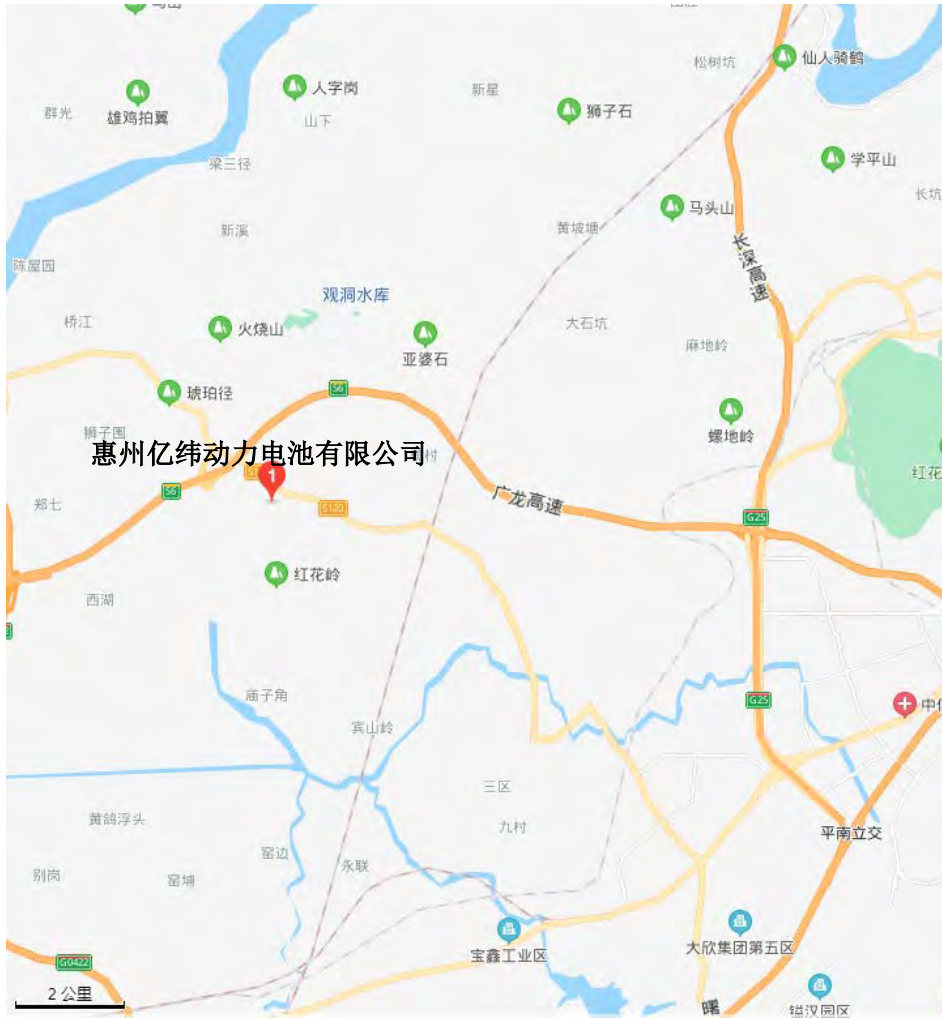 仙人骑鹤
松树坑
人字岗
新星
雄鸡拍翼
狮子石
群光
山下
学平山
梁三径
长坑
马头山
新溪
黄坡塘
长深高速
陈屋园
观洞水库
桥江
火烧山
大石坑
麻地岭
亚婆石
S6
琥珀径
狮子围
螺地岭
惠州亿纬动力电池有限公司
村
红花
1
S6
广龙高速
郑七
S120
G25
红花岭
西湖
庙子角
G25
中信
宾山岭
三区
黄鸽浮头
九村
平南立交
窑边
永联
别岗
窑埔
大欣集团第五区
宝鑫工业区
G0422
2 公里
曙
镒汉园区